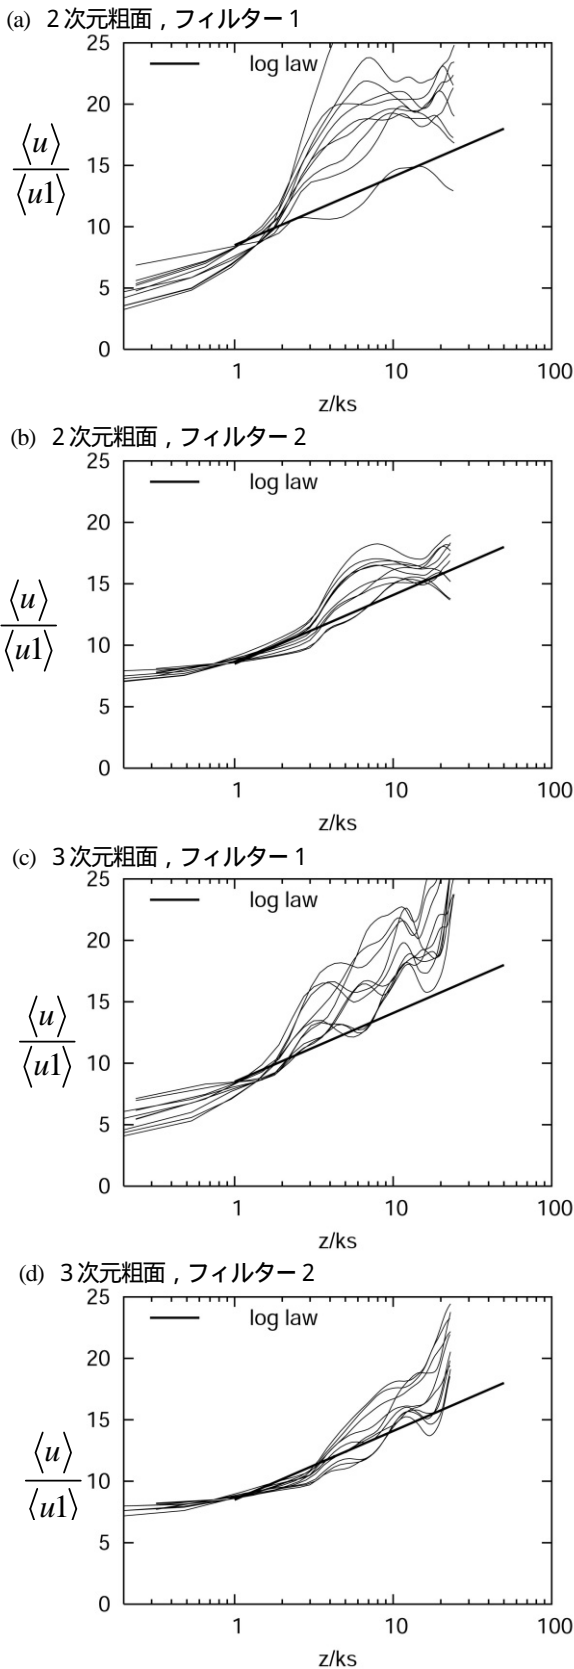 (a) 2次元粗面，フィルター1
25
log law
20
⟨u⟩
15
⟨u1⟩
10
5
0
1 10 100
z/ks
(b) 2次元粗面，フィルター2
25
log law
20
⟨u⟩
15
⟨u1⟩
10
5
0
1 10 100
z/ks
(c) 3次元粗面，フィルター1
25
log law
20
15
⟨u⟩
⟨u1⟩
10
5
0
1 10 100
z/ks
(d) 3次元粗面，フィルター2
25
log law
20
15
⟨u⟩
⟨u1⟩
10
5
0
1 10 100
z/ks